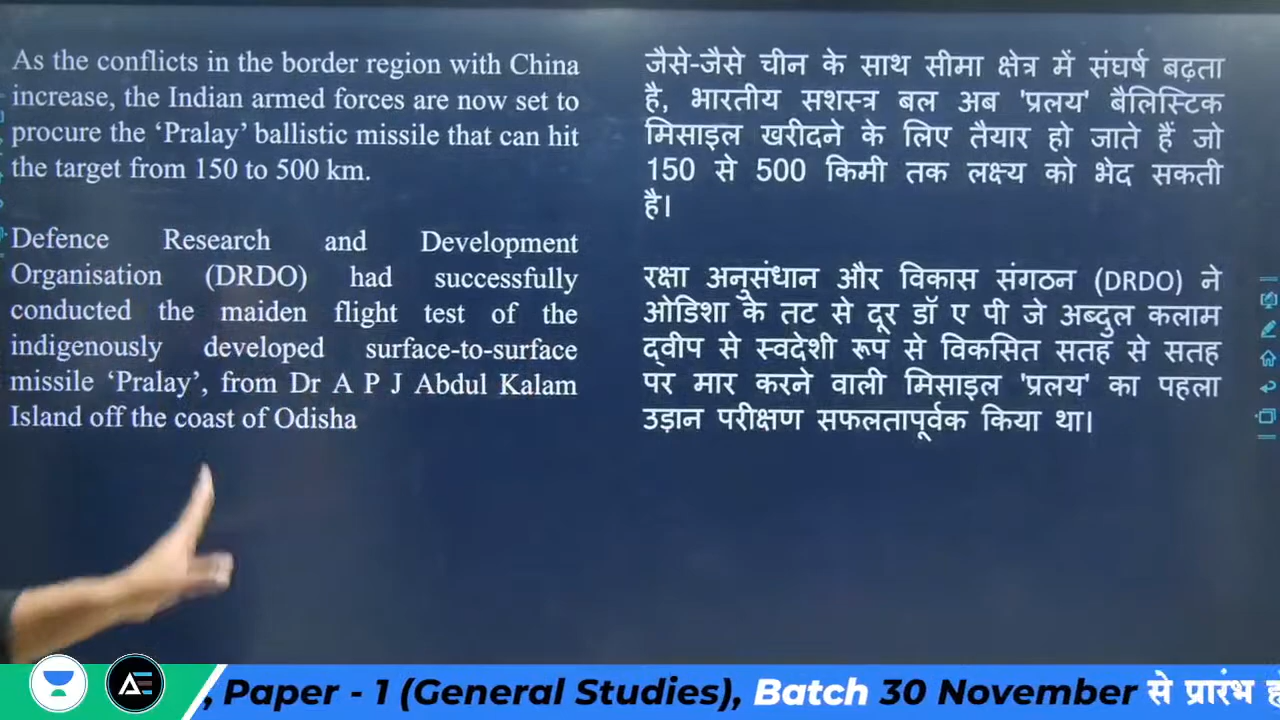 As the conflicts in the border region with China
increase, the Indian armed forces are now set to
procure the ‘Pralay’ ballistic missile that can hit
the target from 150 to 500 km.
Defence Research and Development
Organisation (DRDO) had successfully
conducted the maiden flight test of the
indigenously developed surface-to-surface
missile ‘Pralay’, from Dr A P J Abdul Kalam
Island off the coast of Odisha
जैसे-जैसे चीन के साथ सीमा क्षेत्र में संघर्ष बढ़ता
है, भारतीय सशस्त्र बल अब 'प्रलय' बैलिस्टिक
मिसाइल खरीदने के लिए तैयार हो जाते हैं जो
150 से 500 किमी तक लक्ष्य को भेद सकती
है।
रक्षा अनुसंधान और विकास संगठन (DRDO) ने
ओडिशा के तट से दूर डॉ ए पी जे अब्दुल कलाम
द्वीप से स्वदेशी रूप से विकसित सतह से सतह
पर मार करने वाली मिसाइल 'प्रलय' का पहला
उड़ान परीक्षण सफलतापूर्वक किया था।
, Paper - 1 (General Studies), Batch 30 November से प्रारंभ